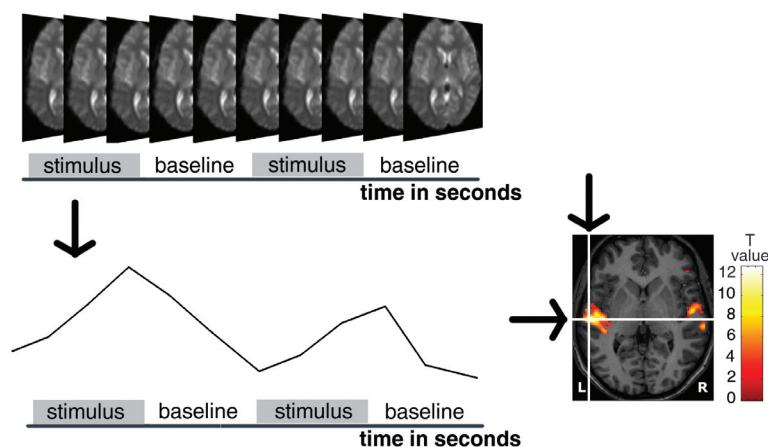 stimulus baseline stimulus baseline
time in seconds
T
value
12
10
8
6
4
2
0
L R
stimulus baseline stimulus baseline
time in seconds